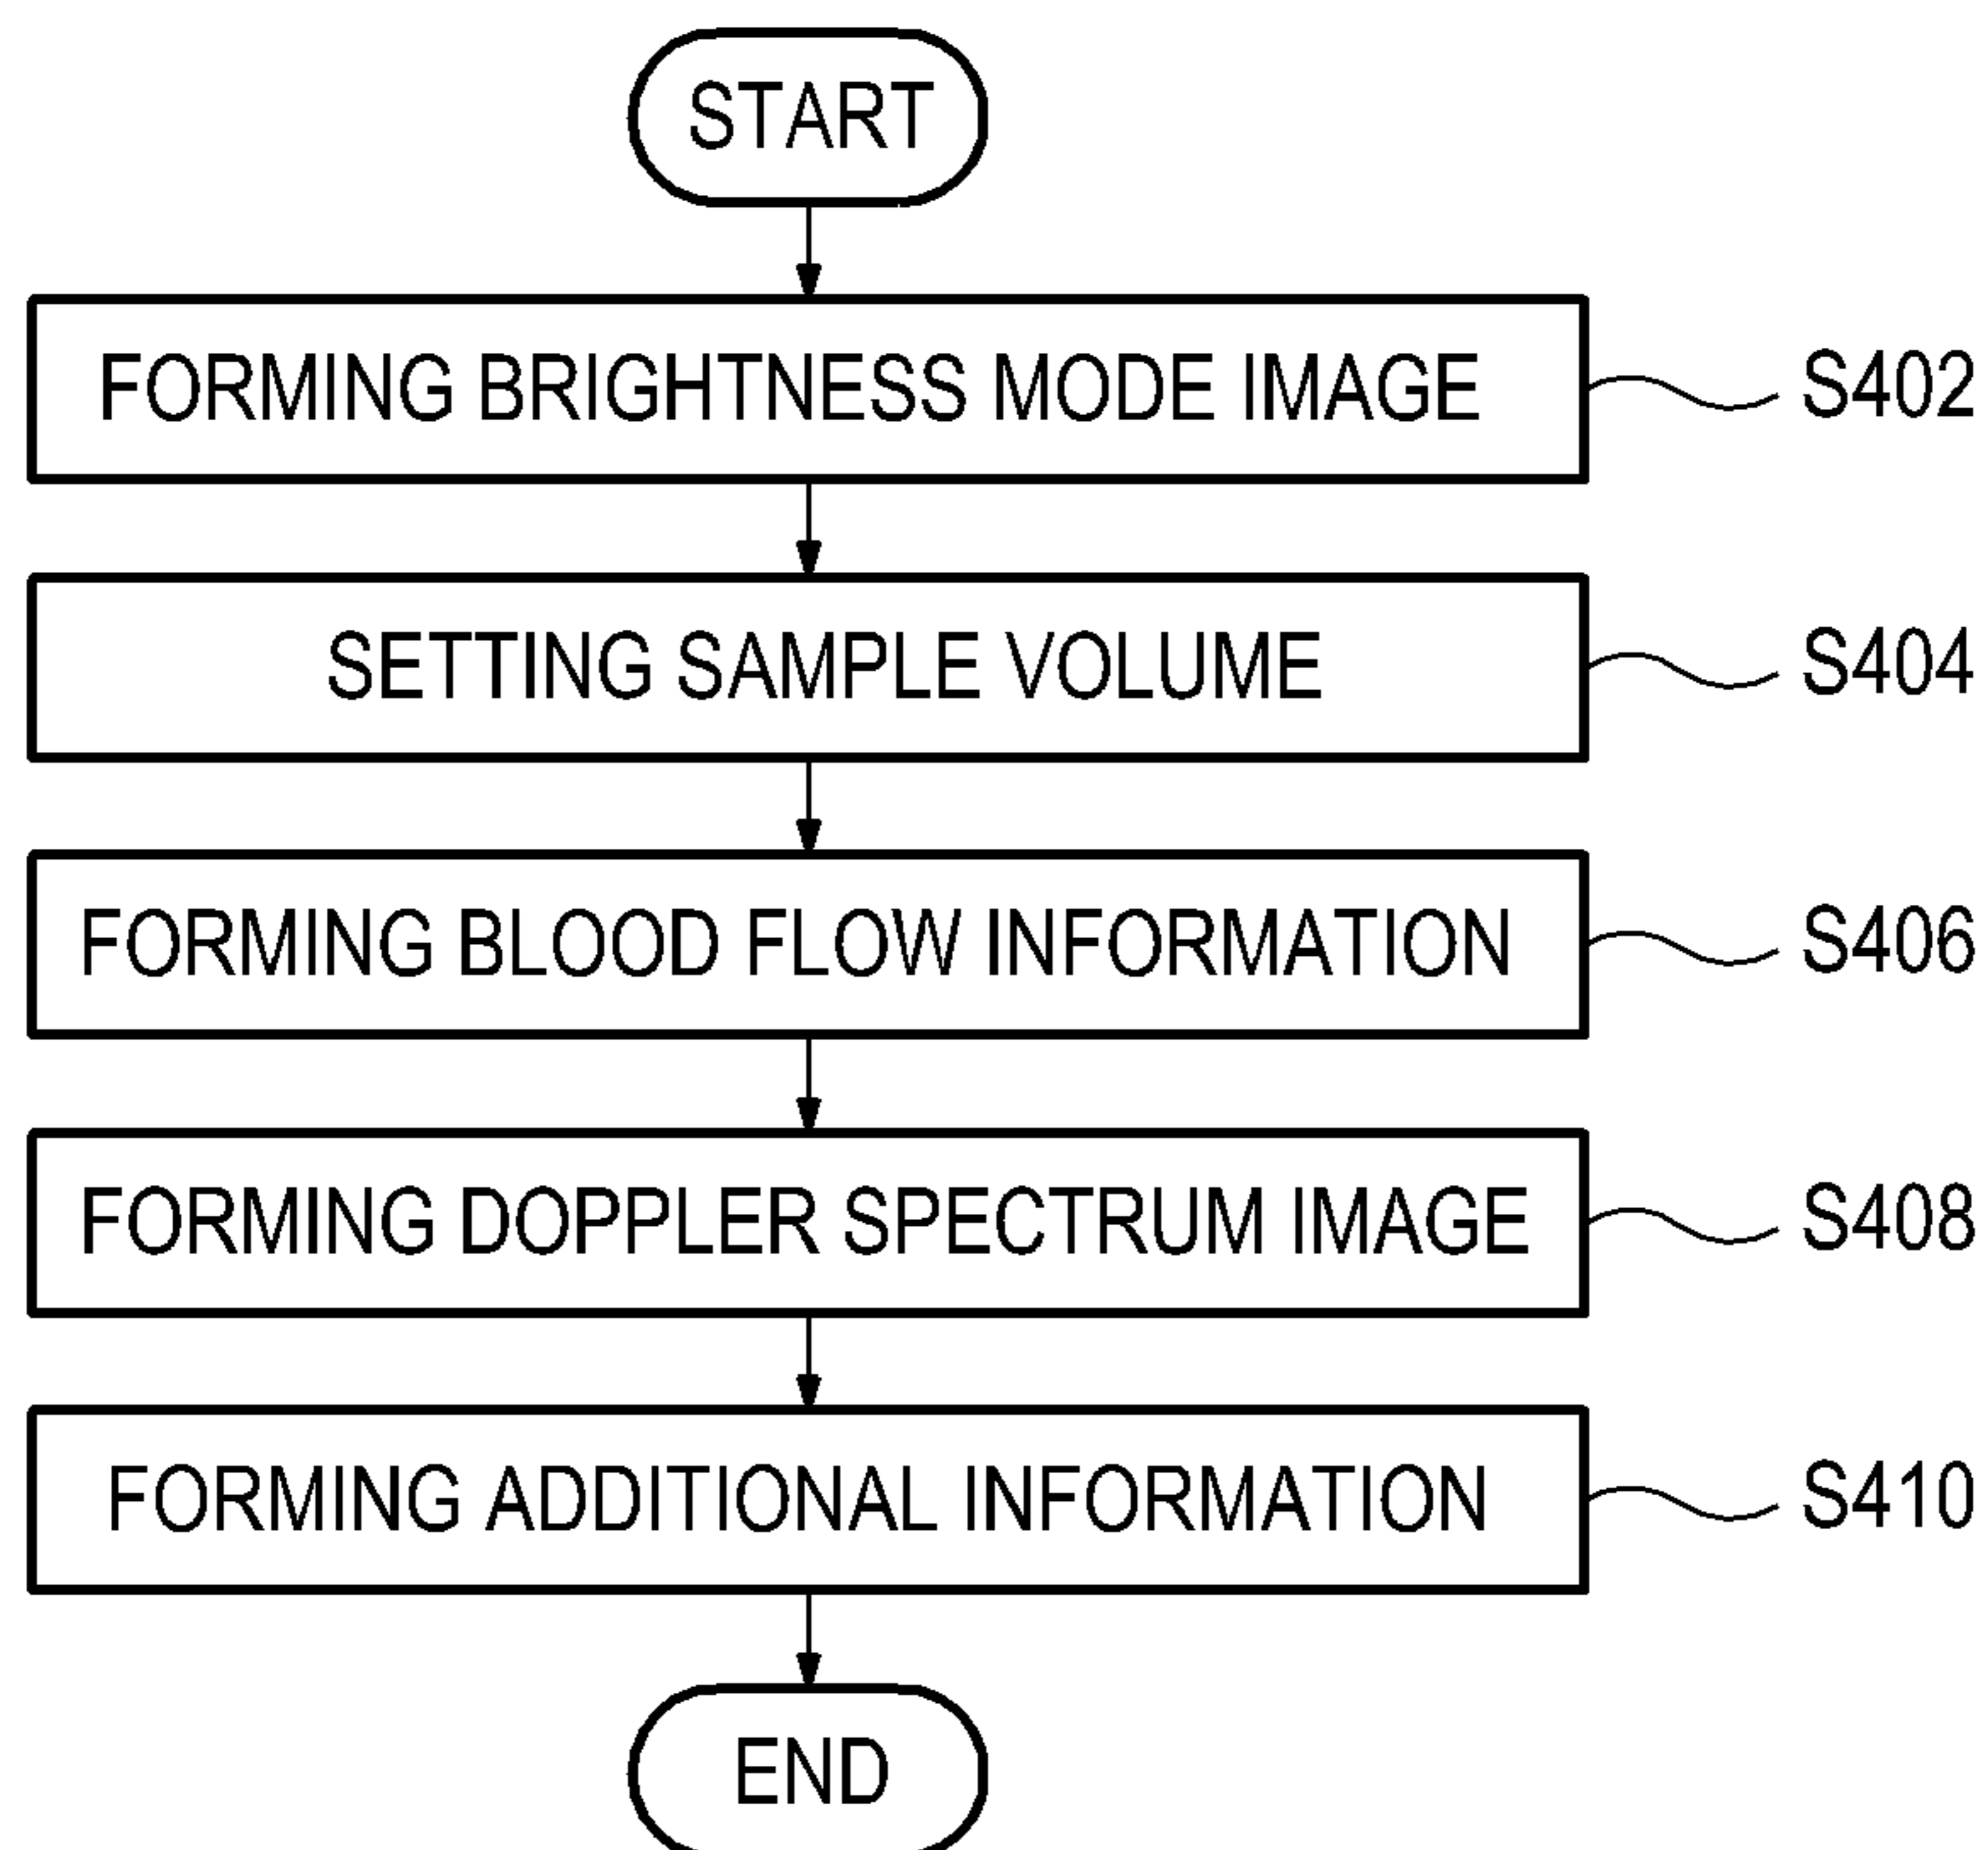 START
FORMING BRIGHTNESS MODE IMAGE S402
SETTING SAMPLE VOLUME S404
FORMING BLOOD FLOW INFORMATION S406
FORMING DOPPLER SPECTRUM IMAGE S408
FORMING ADDITIONAL INFORMATION S410
END